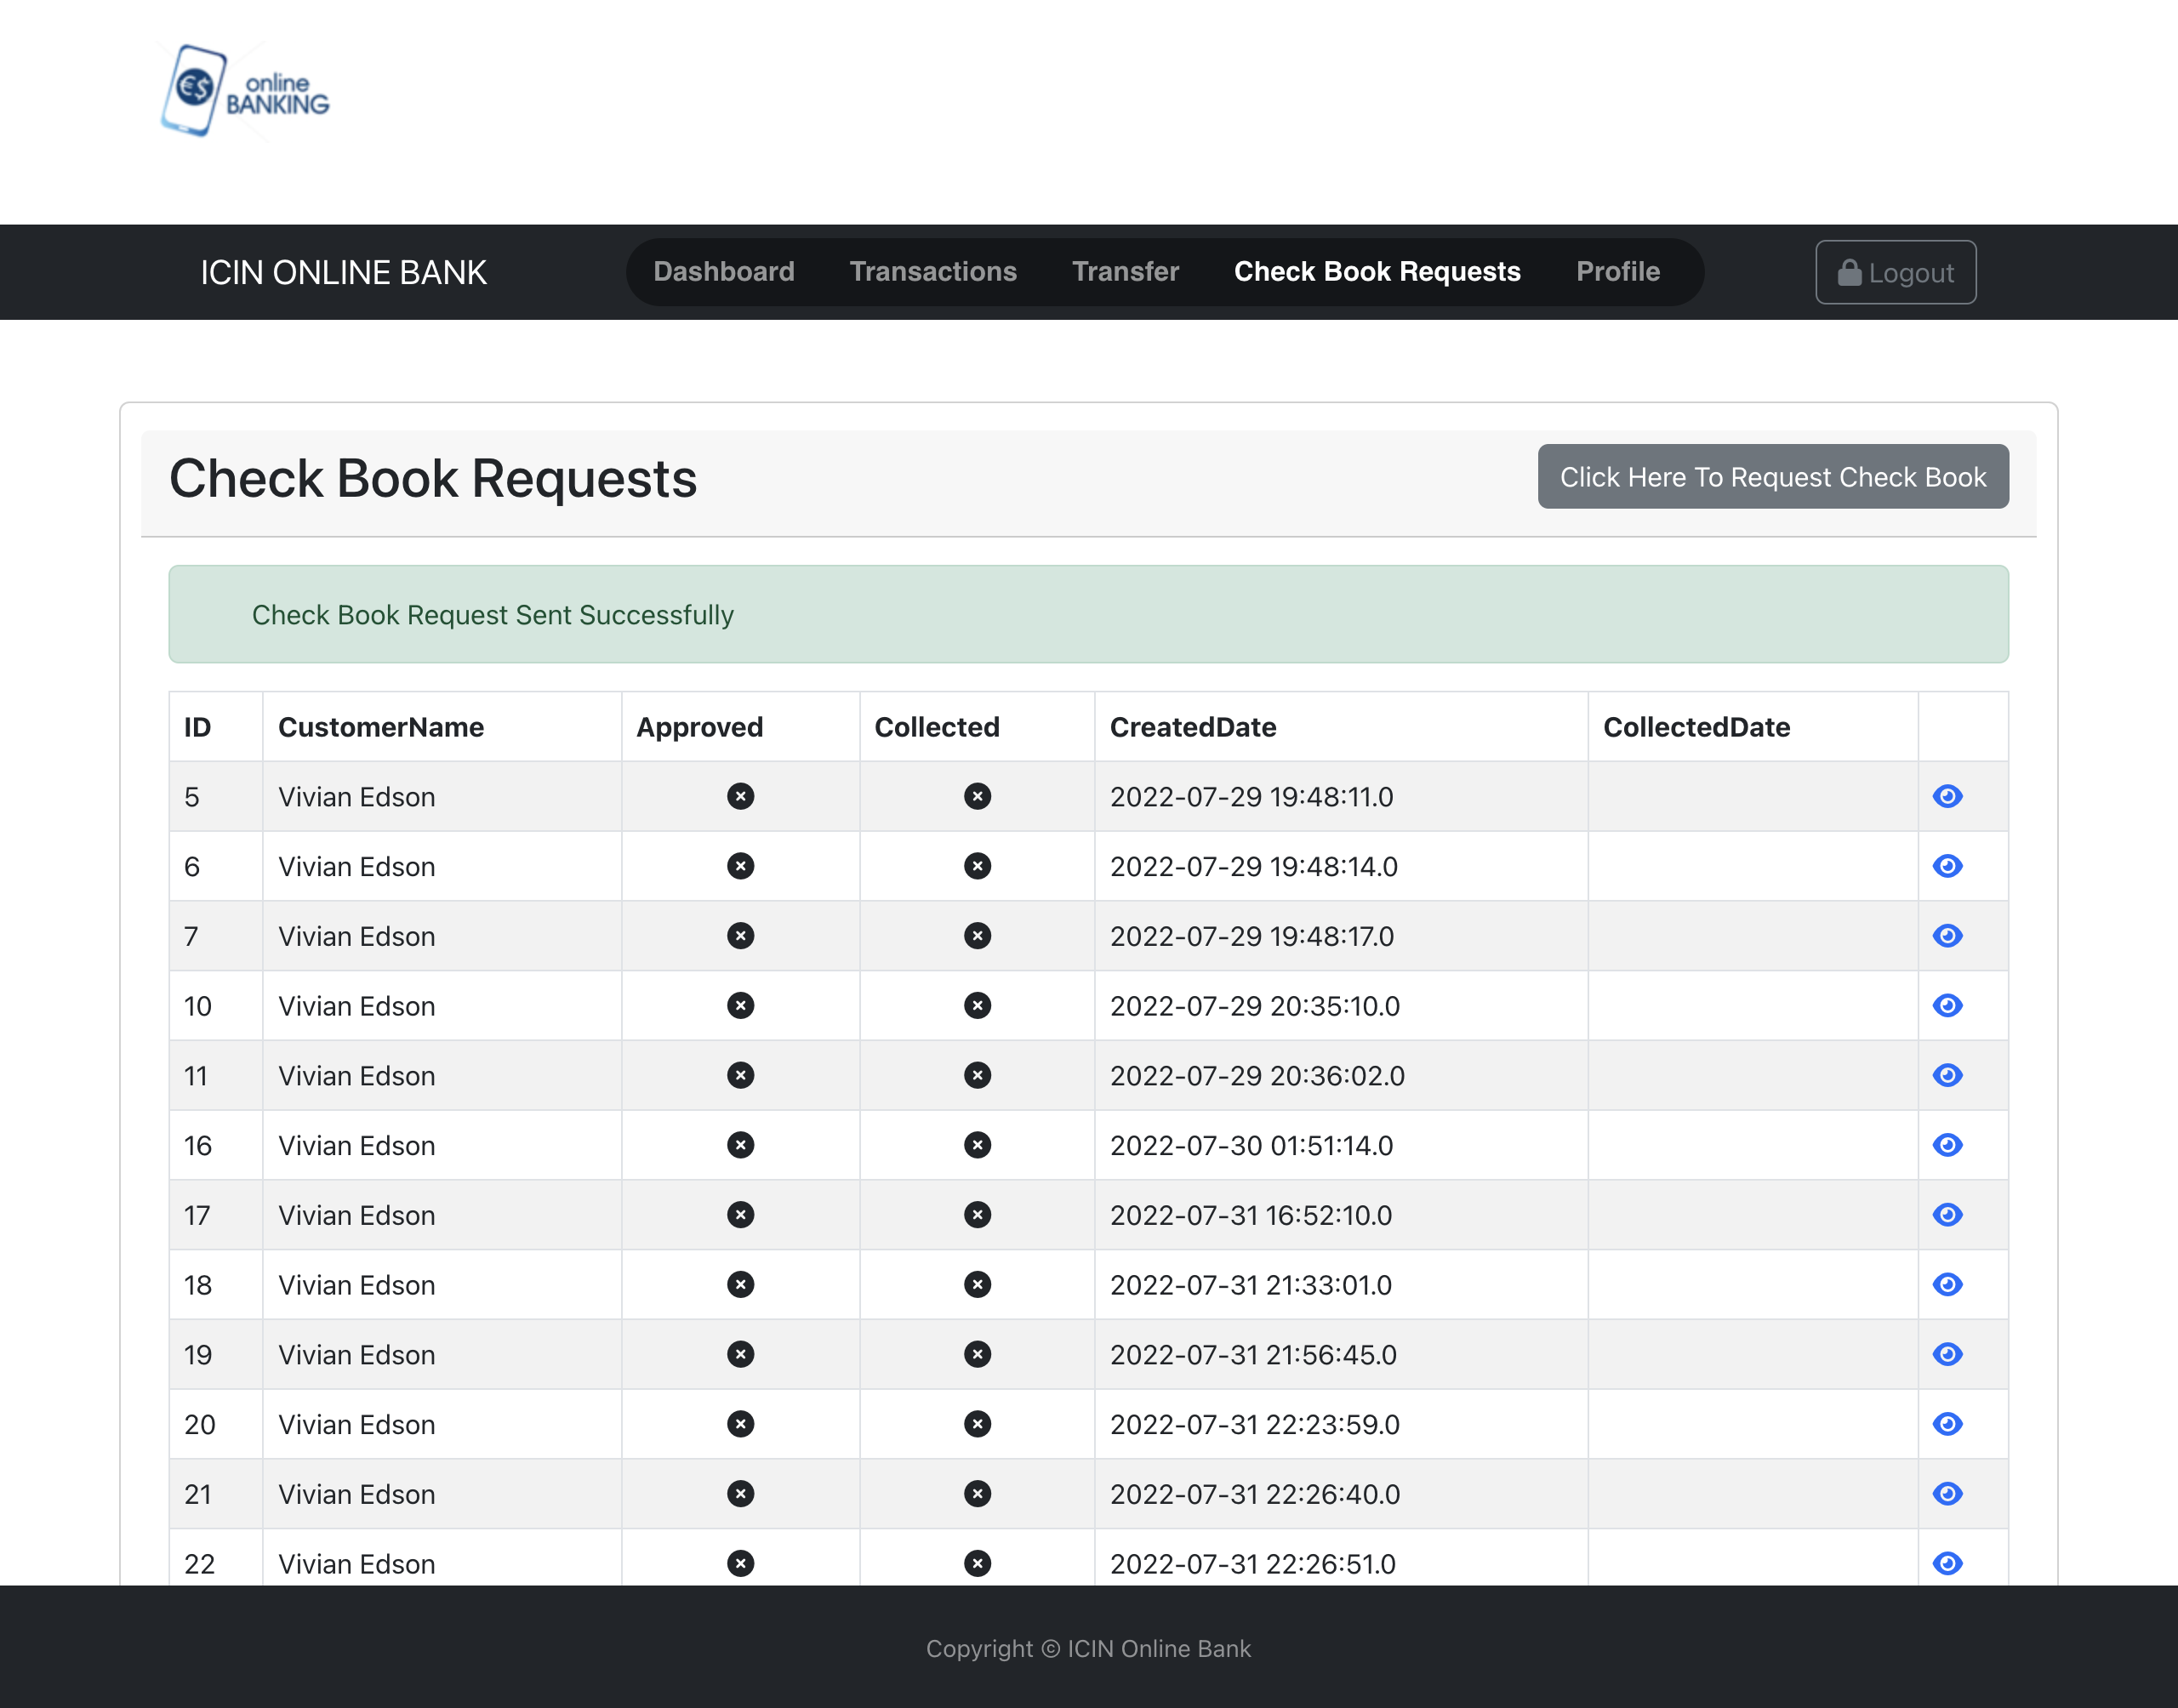 €$ online
BANKING
ICIN ONLINE BANK Dashboard Transactions Transfer Check Book Requests Profile Logout
Check Book Requests Click Here To Request Check Book
Check Book Request Sent Successfully
ID CustomerName Approved Collected CreatedDate CollectedDate
5 Vivian Edson 2022-07-29 19:48:11.0
6 Vivian Edson 2022-07-29 19:48:14.0
7 Vivian Edson 2022-07-29 19:48:17.0
10 Vivian Edson 2022-07-29 20:35:10.0
11 Vivian Edson 2022-07-29 20:36:02.0
16 Vivian Edson 2022-07-30 01:51:14.0
17 Vivian Edson 2022-07-31 16:52:10.0
18 Vivian Edson 2022-07-31 21:33:01.0
19 Vivian Edson 2022-07-31 21:56:45.0
20 Vivian Edson 2022-07-31 22:23:59.0
21 Vivian Edson 2022-07-31 22:26:40.0
22 Vivian Edson 2022-07-31 22:26:51.0
Copyright © ICIN Online Bank